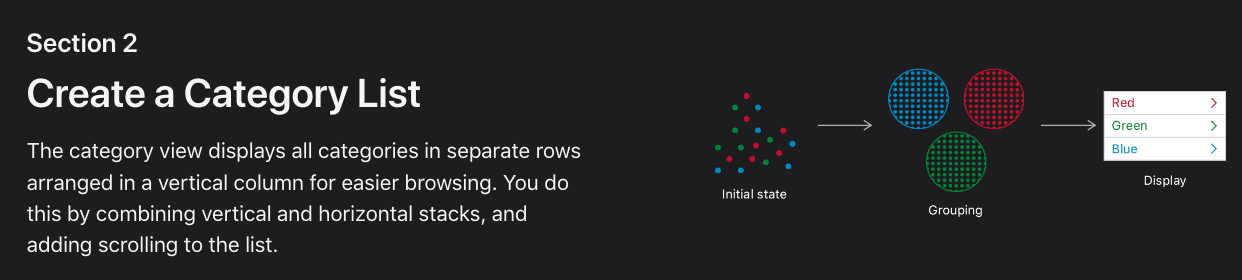 Section 2
Create a Category List
The category view displays all categories in separate rows
arranged in a vertical column for easier browsing. You do
this by combining vertical and horizontal stacks, and
adding scrolling to the list.
Initial state
Grouping
Red
Green
Blue
Display